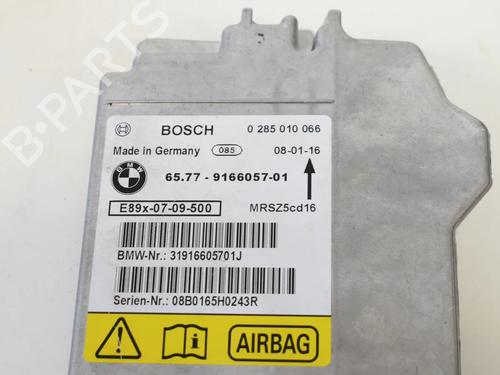 B-PARTS
BOSCH 0 285 010 066
Made in Germany 085 08-01-16
BMW
65.77 - 9166057-01
E89x-07-09-500 MRSZ5cd16
BMW-Nr.: 31916605701J
Serien-Nr.: 08B0165H0243R
AIRBAG